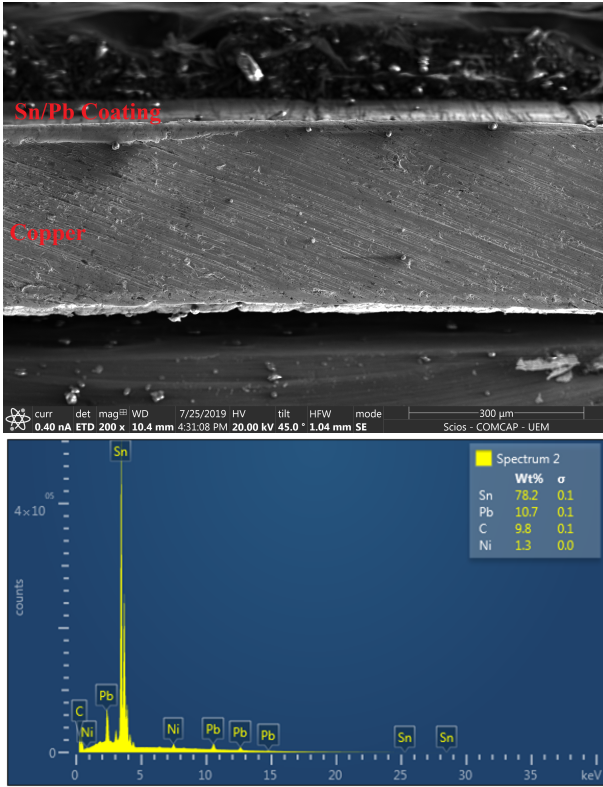 Sn/Pb Coating
Copper
curr det mag WD 7/25/2019 HV tilt HFW mode 300 µm
0.40 nA ETD 200 x 10.4 mm 4:31:08 PM 20.00 kV 45.0 ° 1.04 mm SE Scios - COMCAP - UEM
Sn
Spectrum 2
Wt% σ
Sn 78.2 0.1
Pb 10.7 0.1
C 9.8 0.1
Ni 1.3 0.0
4×10 05
counts
Pb
C
Ni
Ni
Pb
Pb
Pb
Sn
Sn
0
0 5 10 15 20 25 30 35 keV